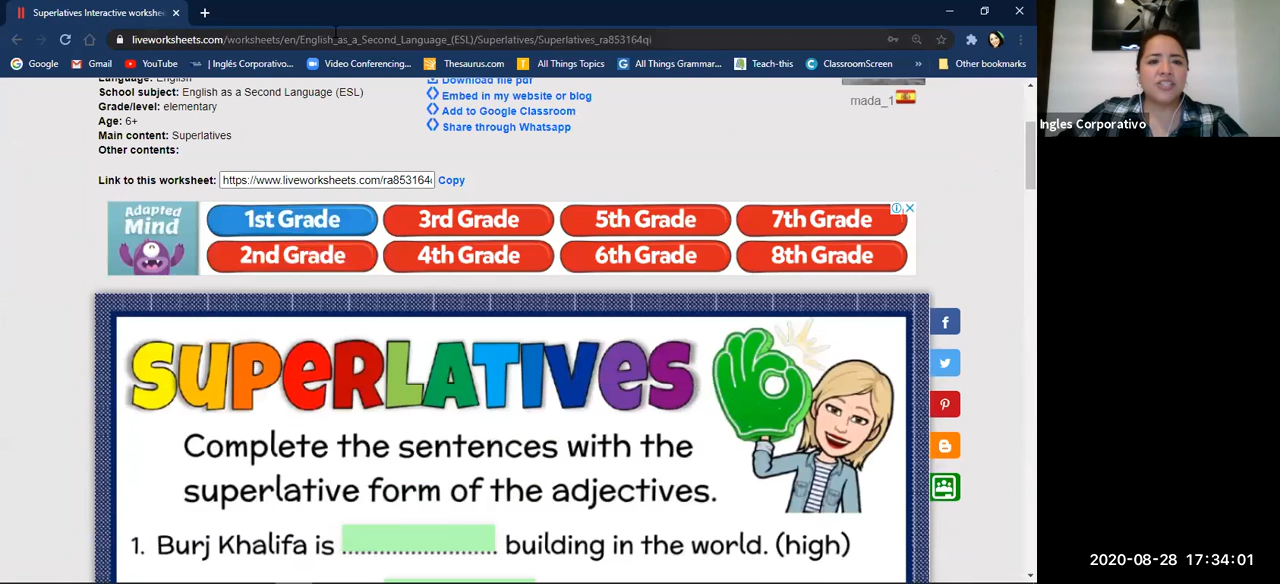 Superlatives Interactive workshe
liveworksheets.com/worksheets/en/English_as_a_Second_Language_(ESL)/Superlatives/Superlatives_ra853164qi
Google Gmail YouTube | Inglés Corporativo... Video Conferencing... Thesaurus.com All Things Topics All Things Grammar... Teach-this ClassroomScreen » Other bookmarks
Language: English
School subject: English as a Second Language (ESL)
Grade/level: elementary
Age: 6+
Main content: Superlatives
Other contents:
Download file pdf
Embed in my website or blog
Add to Google Classroom
Share through Whatsapp
mada_1
Link to this worksheet: https://www.liveworksheets.com/ra853164 Copy
Adapted Mind
1st Grade 3rd Grade 5th Grade 7th Grade
2nd Grade 4th Grade 6th Grade 8th Grade
SUPERLATIVES
Complete the sentences with the
superlative form of the adjectives.
1. Burj Khalifa is ........................ building in the world. (high)
Ingles Corporativo
2020-08-28 17:34:01